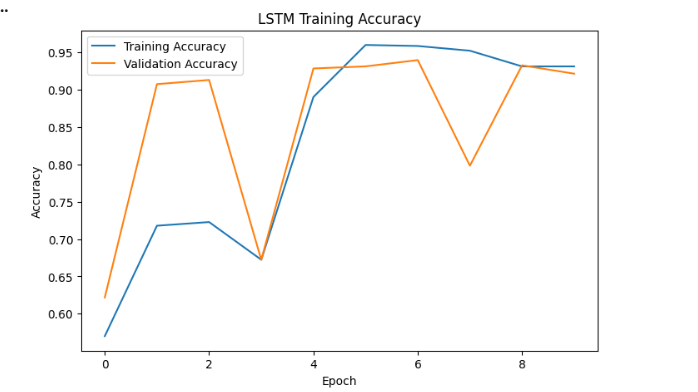 ..
LSTM Training Accuracy
Training Accuracy
Validation Accuracy
0.95
0.90
0.85
0.80
0.75
0.70
0.65
0.60
Accuracy
0 2 4 6 8
Epoch